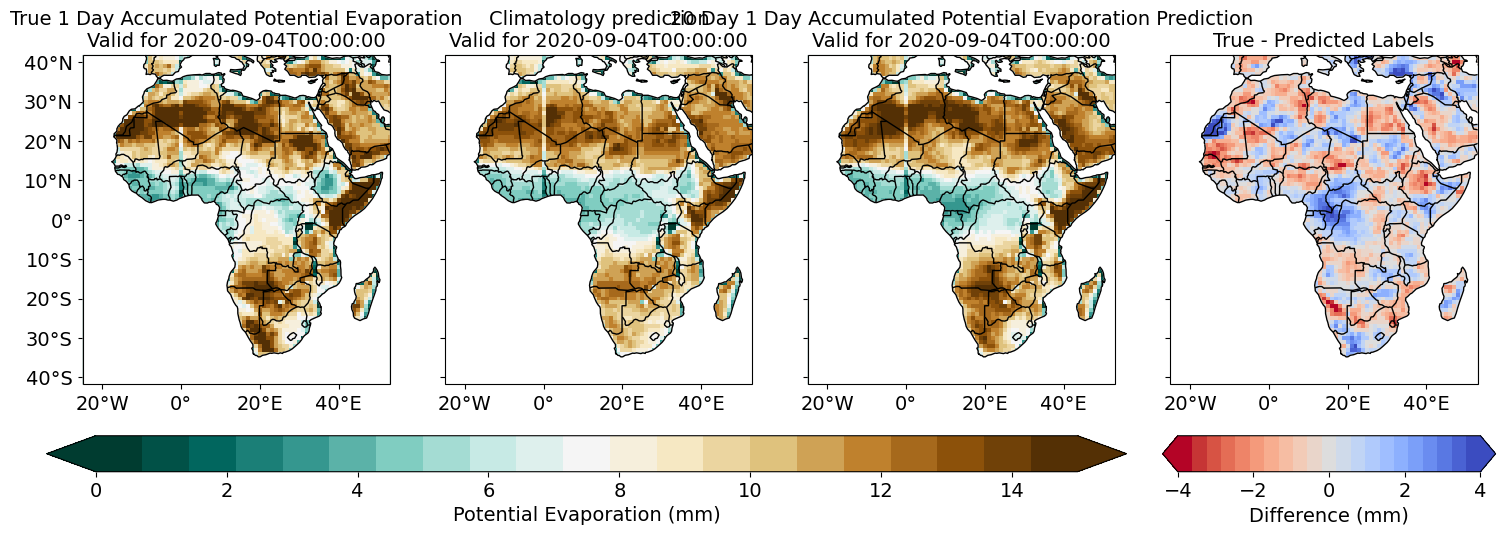 True 1 Day Accumulated Potential Evaporation
Valid for 2020-09-04T00:00:00
Climatology prediction
Valid for 2020-09-04T00:00:00
20 Day 1 Day Accumulated Potential Evaporation Prediction
Valid for 2020-09-04T00:00:00
True - Predicted Labels
40°N
30°N
20°N
10°N
0°
10°S
20°S
30°S
40°S
20°W 0° 20°E 40°E
20°W 0° 20°E 40°E
20°W 0° 20°E 40°E
20°W 0° 20°E 40°E
0 2 4 6 8 10 12 14
Potential Evaporation (mm)
−4 −2 0 2 4
Difference (mm)